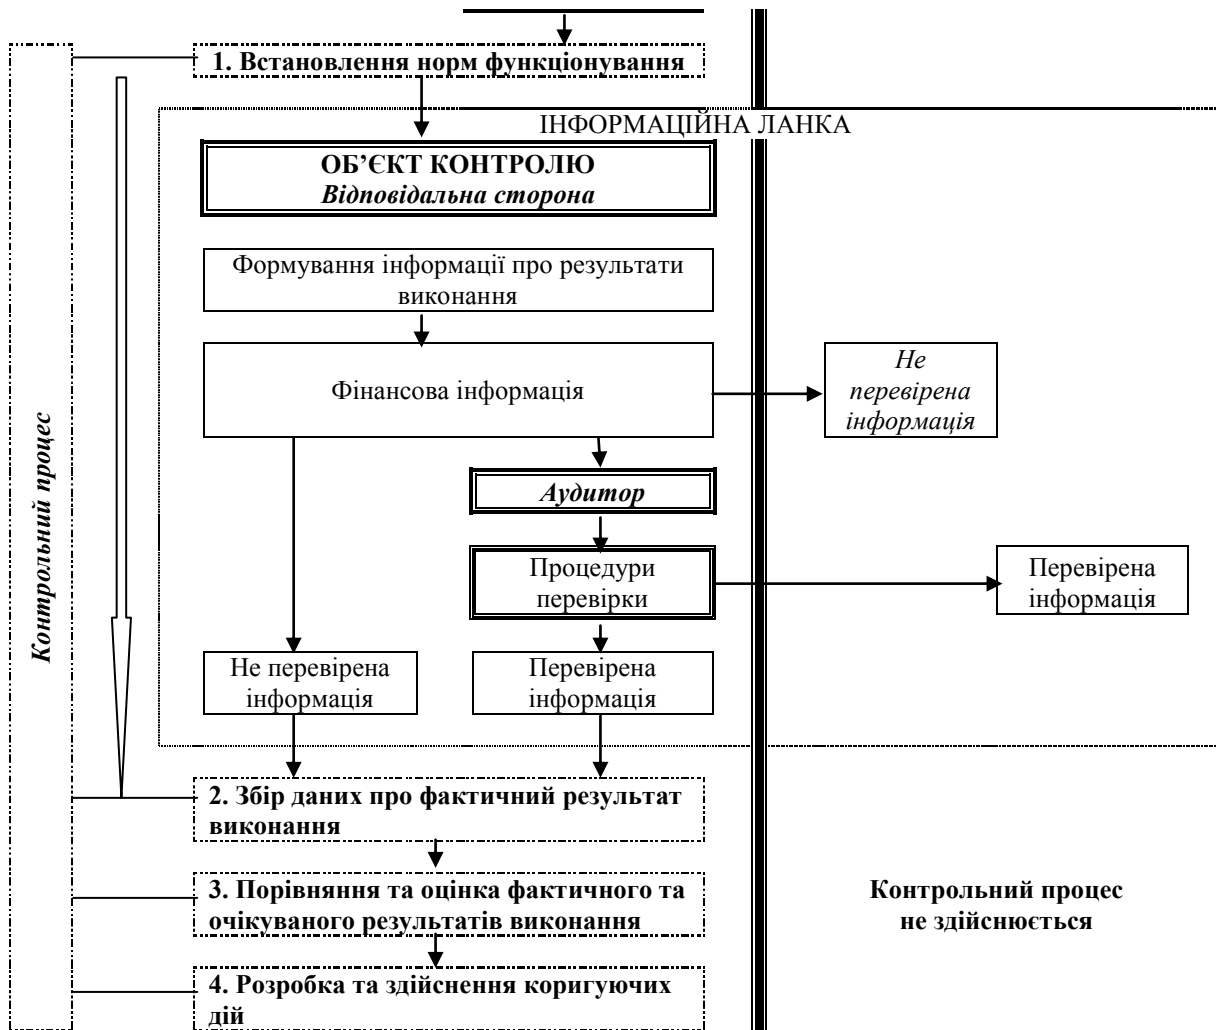 1. Встановлення норм функціонування
ІНФОРМАЦІЙНА ЛАНКА
ОБ’ЄКТ КОНТРОЛЮ
Відповідальна сторона
Формування інформації про результати
виконання
Фінансова інформація
Не
перевірена
інформація
Аудитор
Процедури
перевірки
Перевірена
інформація
Не перевірена
інформація
Перевірена
інформація
Контрольний процес
2. Збір даних про фактичний результат
виконання
3. Порівняння та оцінка фактичного та
очікуваного результатів виконання
Контрольний процес
не здійснюється
4. Розробка та здійснення коригуючих
дій